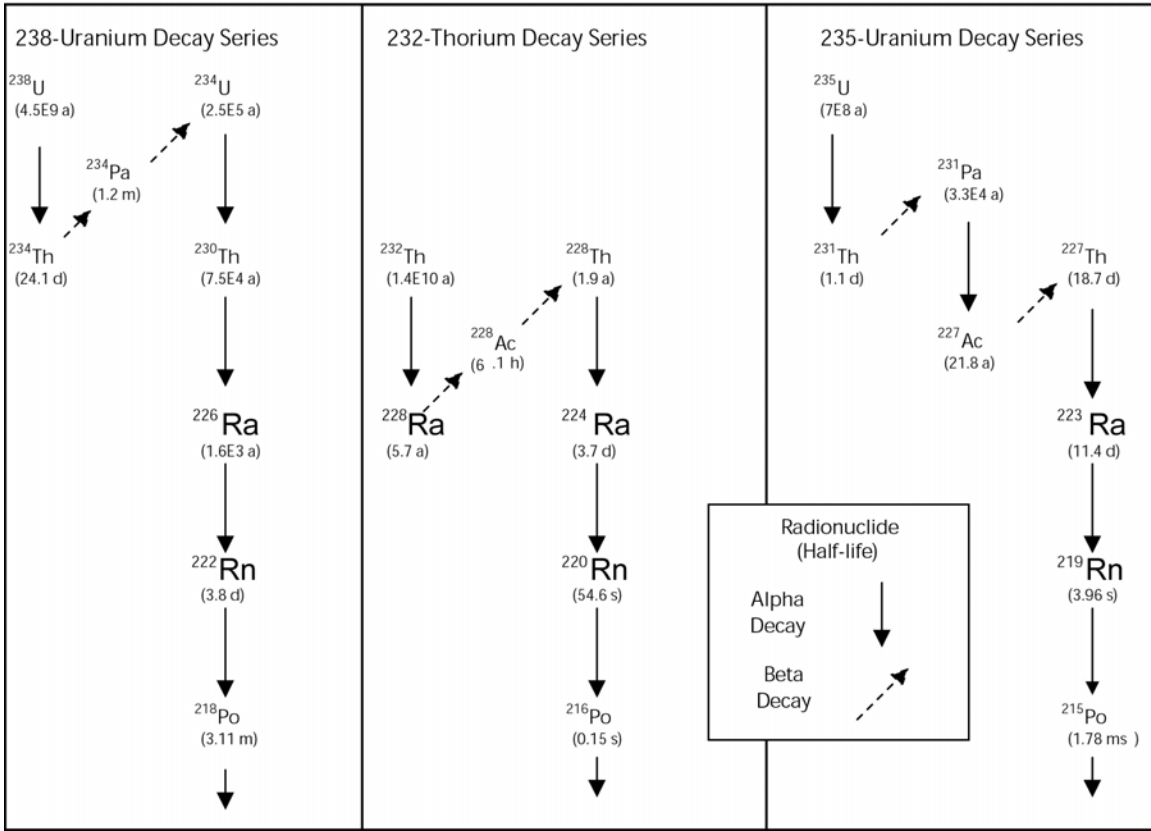 238-Uranium Decay Series
²³⁸U
(4.5E9 a)
²³⁴U
(2.5E5 a)
²³⁴Pa
(1.2 m)
²³⁴Th
(24.1 d)
²³⁰Th
(7.5E4 a)
²²⁶Ra
(1.6E3 a)
²²²Rn
(3.8 d)
²¹⁸Po
(3.11 m)
232-Thorium Decay Series
²³²Th
(1.4E10 a)
²²⁸Th
(1.9 a)
²²⁸Ac
(6 .1 h)
²²⁸Ra
(5.7 a)
²²⁴Ra
(3.7 d)
²²⁰Rn
(54.6 s)
²¹⁶Po
(0.15 s)
235-Uranium Decay Series
²³⁵U
(7E8 a)
²³¹Pa
(3.3E4 a)
²³¹Th
(1.1 d)
²²⁷Th
(18.7 d)
²²⁷Ac
(21.8 a)
²²³Ra
(11.4 d)
²¹⁹Rn
(3.96 s)
²¹⁵Po
(1.78 ms )
Radionuclide
(Half-life)
Alpha
Decay
Beta
Decay